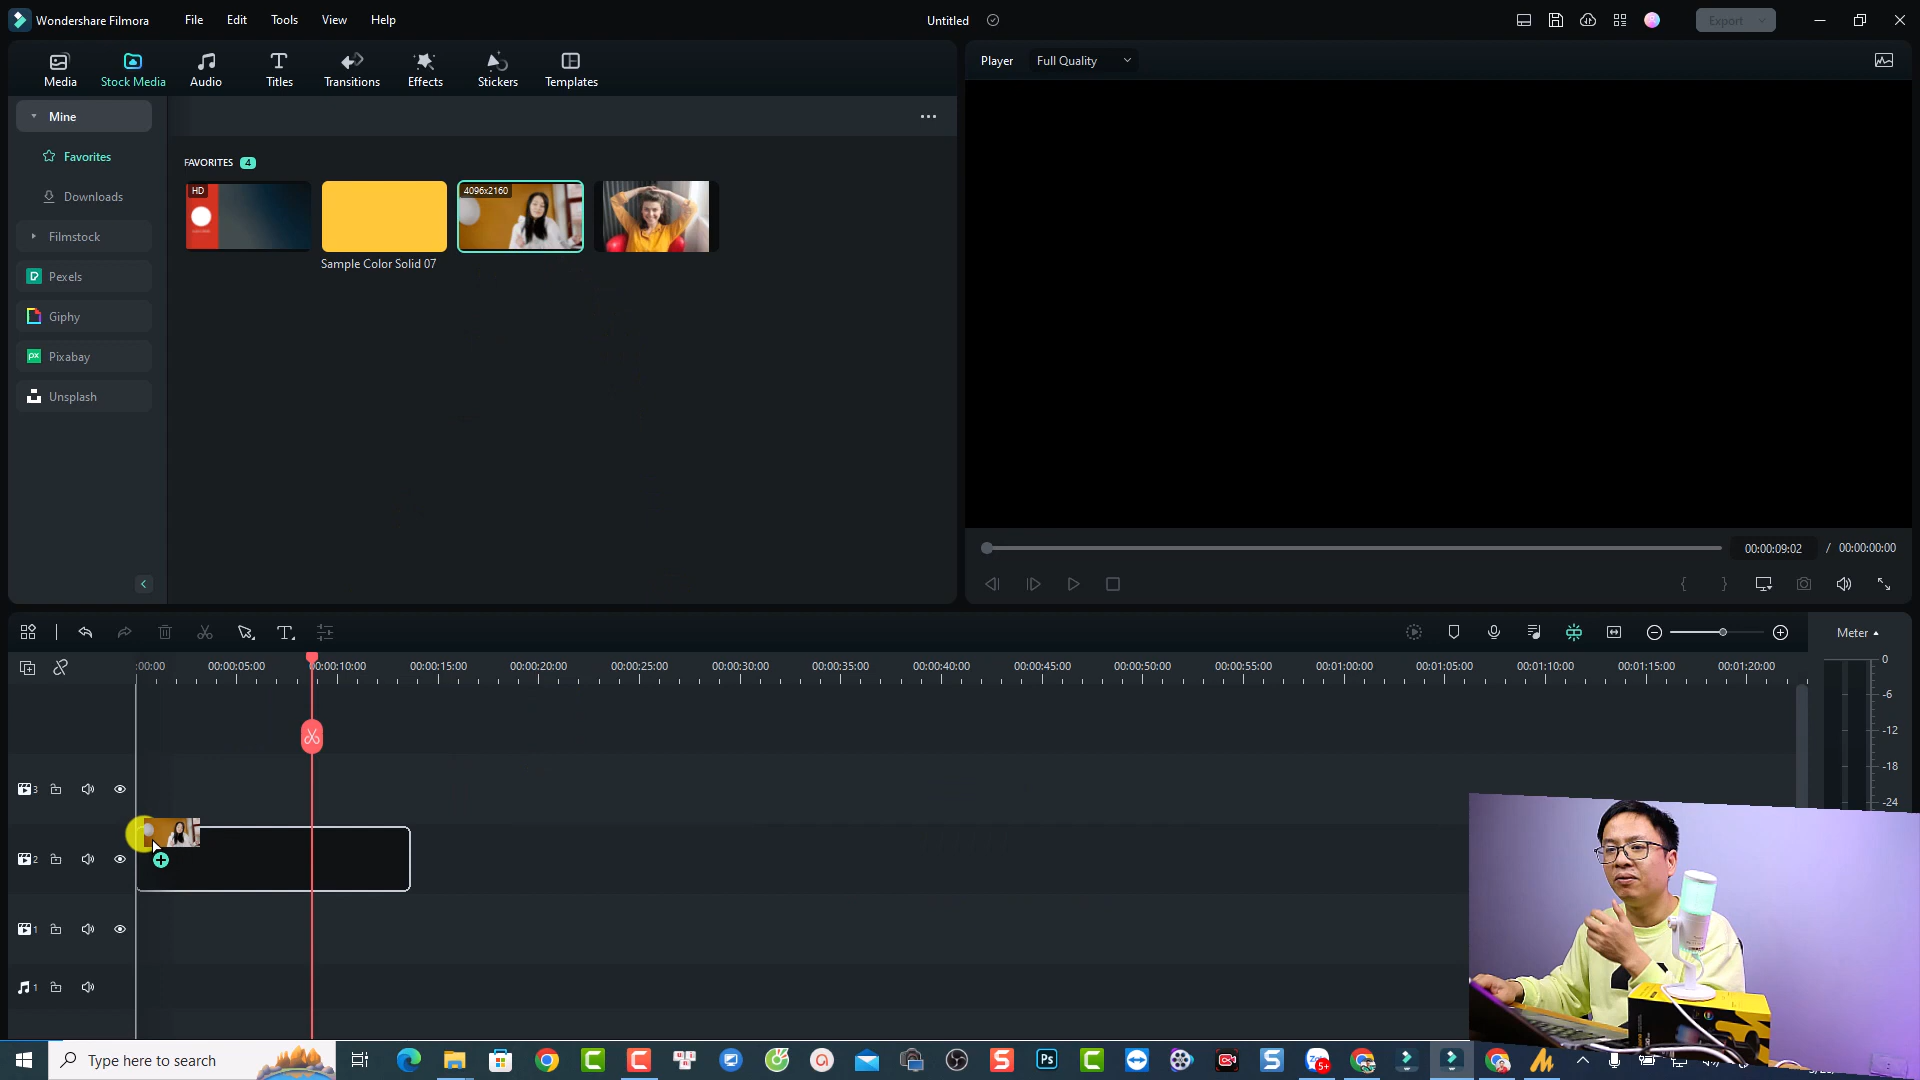 Wondershare Filmora File Edit Tools View Help Untitled Export
Media Stock Media Audio Titles Transitions Effects Stickers Templates
Player Full Quality
Mine
Favorites
Downloads
Filmstock
Pexels
Giphy
Pixabay
Unsplash
FAVORITES 4
HD
4096x2160
Sample Color Solid 07
00:00:09:02 / 00:00:00:00
Meter
:00:00 00:00:05:00 00:00:10:00 00:00:15:00 00:00:20:00 00:00:25:00 00:00:30:00 00:00:35:00 00:00:40:00 00:00:45:00 00:00:50:00 00:00:55:00 00:01:00:00 00:01:05:00 00:01:10:00 00:01:15:00 00:01:20:00
0
-6
-12
-18
-24
3
2
1
1
Type here to search